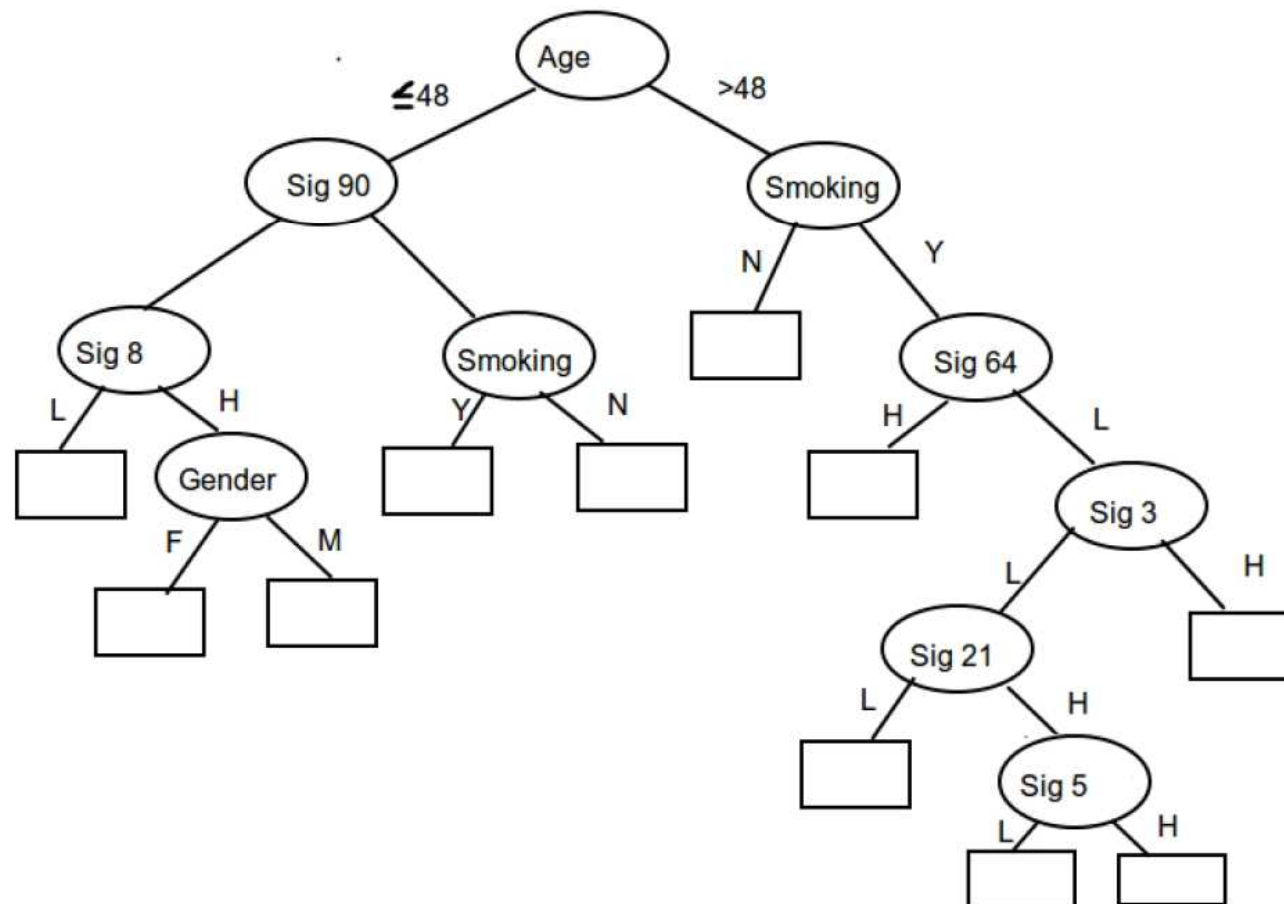 Age
≤48
>48
Sig 90
Smoking
N
Y
Sig 8
Smoking
Sig 64
L
H
Y
N
H
L
Gender
Sig 3
F
M
L
H
Sig 21
L
H
Sig 5
L
H